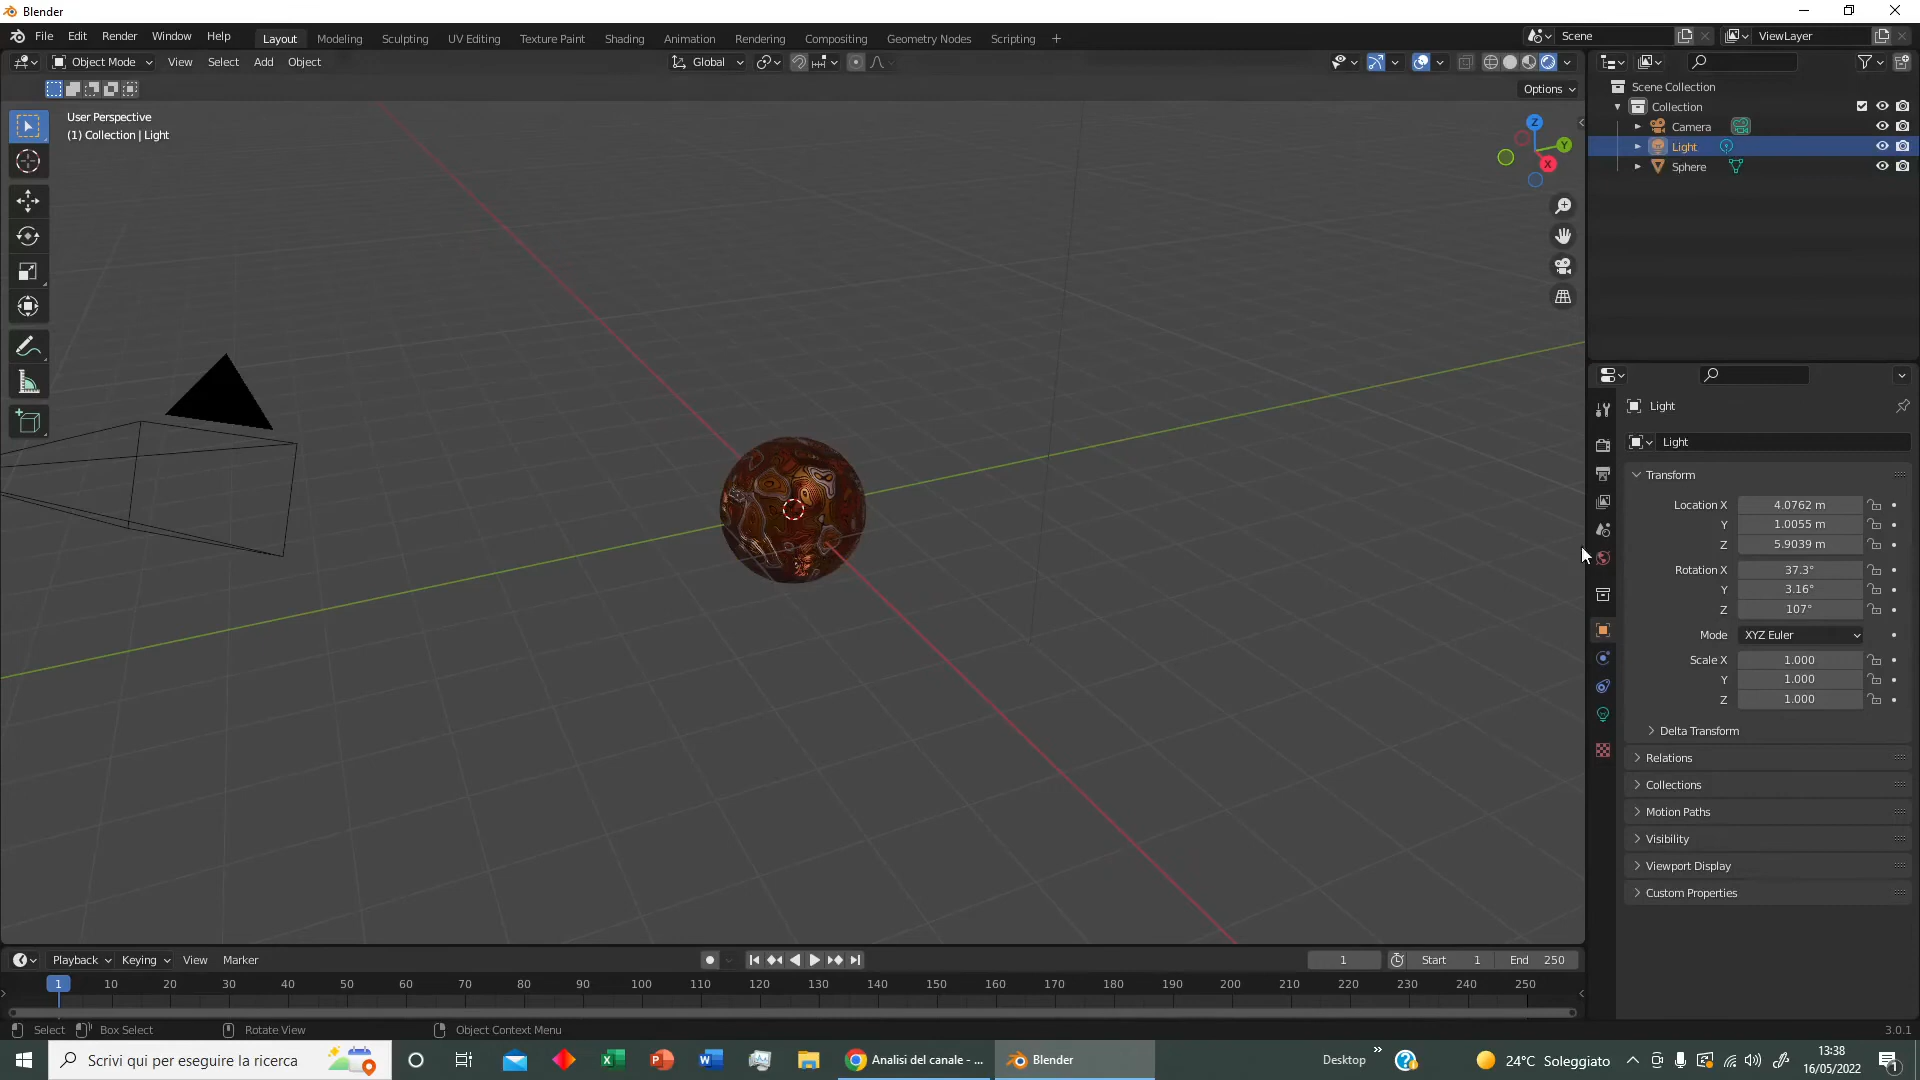 Blender
File Edit Render Window Help Layout Modeling Sculpting UV Editing Texture Paint Shading Animation Rendering Compositing Geometry Nodes Scripting + Scene ViewLayer
Object Mode View Select Add Object Global
Options
User Perspective
(1) Collection | Light
Z
Y
X
Scene Collection
Collection
Camera
Light
Sphere
Light
Light
Transform
Location X 4.0762 m
Y 1.0055 m
Z 5.9039 m
Rotation X 37.3°
Y 3.16°
Z 107°
Mode XYZ Euler
Scale X 1.000
Y 1.000
Z 1.000
Delta Transform
Relations
Collections
Motion Paths
Visibility
Viewport Display
Custom Properties
Playback Keying View Marker 1 Start 1 End 250
1 10 20 30 40 50 60 70 80 90 100 110 120 130 140 150 160 170 180 190 200 210 220 230 240 250
Select Box Select Rotate View Object Context Menu 3.0.1
Scrivi qui per eseguire la ricerca Analisi del canale - ... Blender Desktop 24°C Soleggiato 13:38
16/05/2022 1